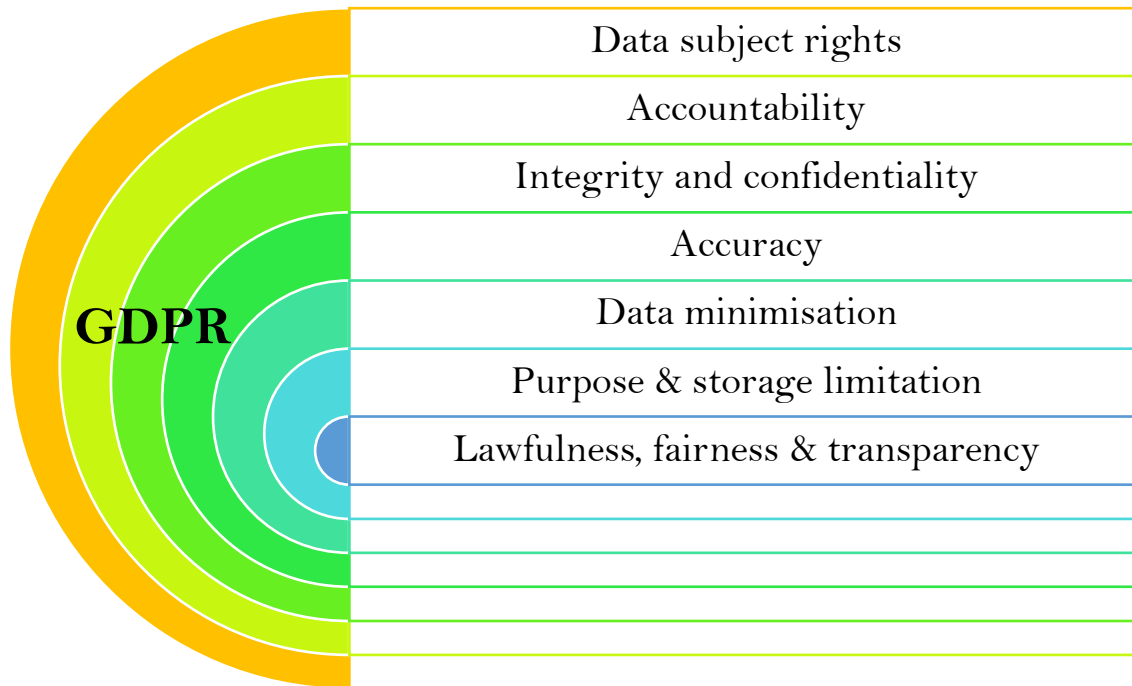 Data subject rights
Accountability
Integrity and confidentiality
Accuracy
GDPR
Data minimisation
Purpose & storage limitation
Lawfulness, fairness & transparency